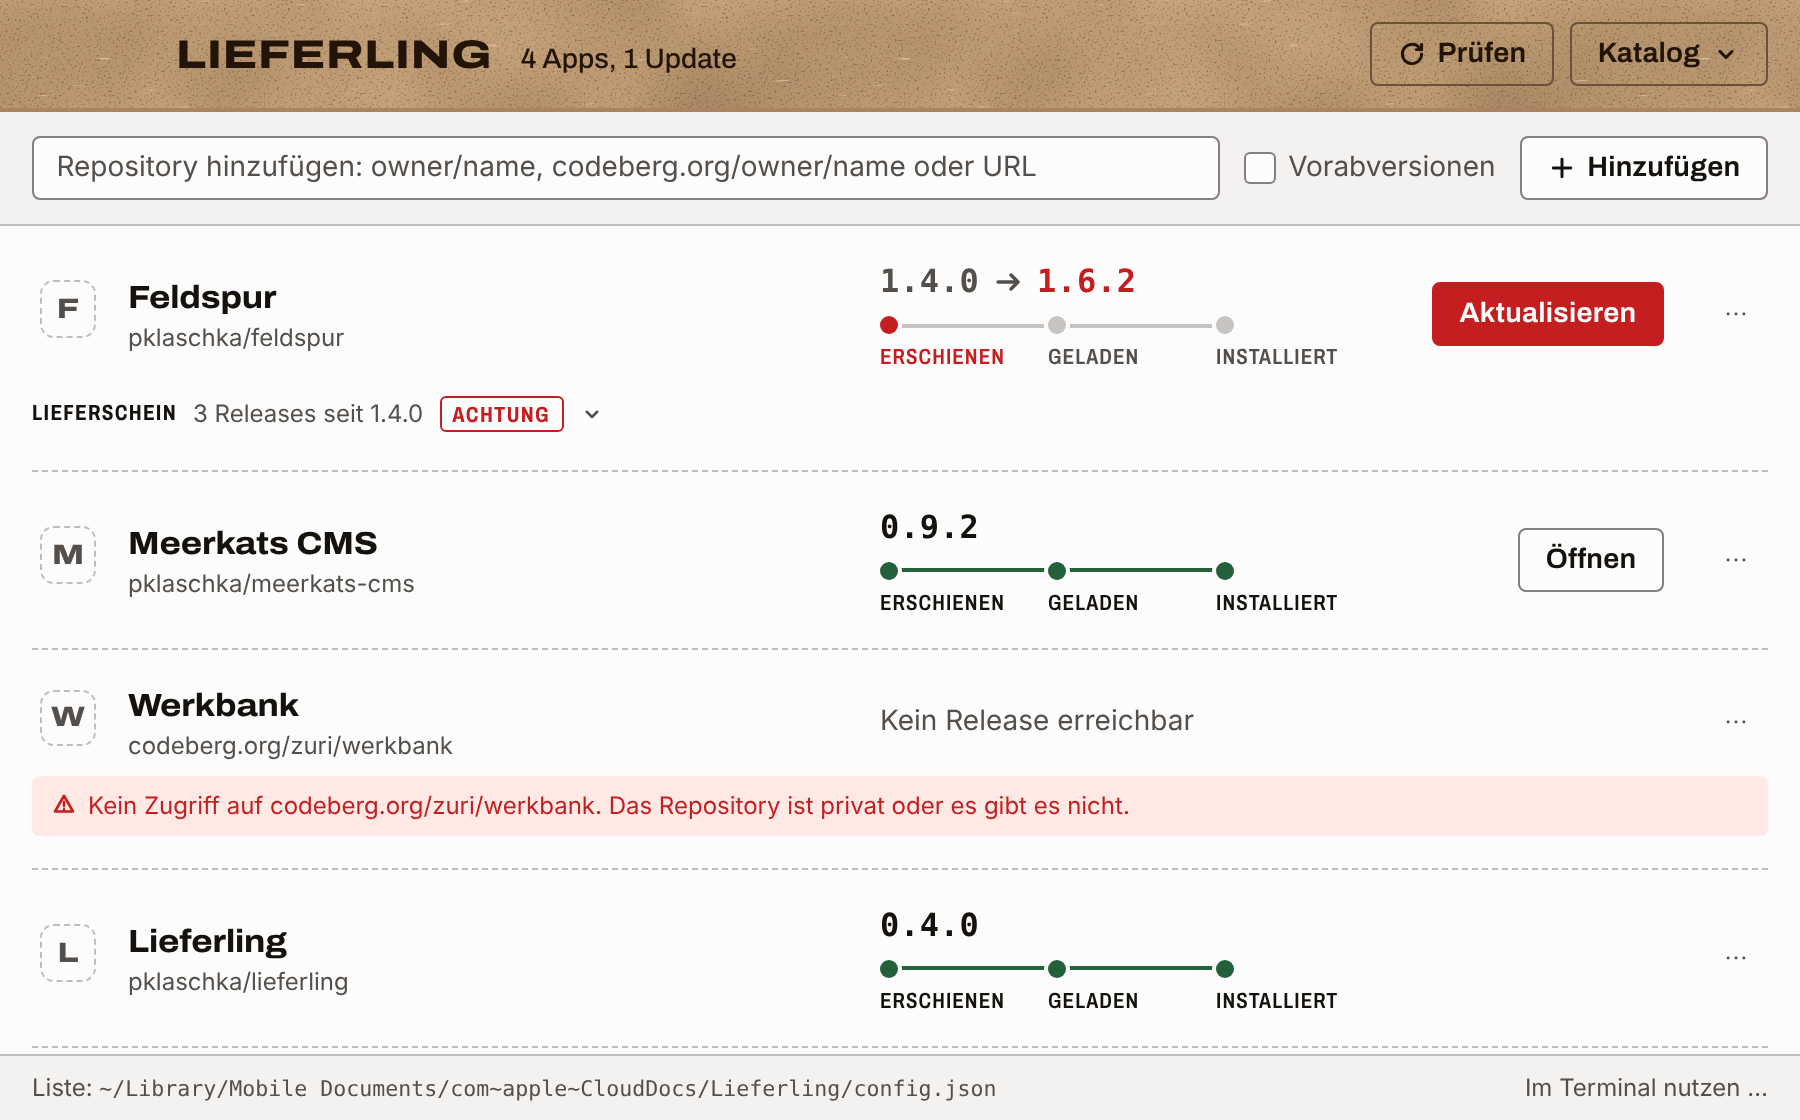 LIEFERLING 4 Apps, 1 Update Prüfen Katalog
Repository hinzufügen: owner/name, codeberg.org/owner/name oder URL Vorabversionen Hinzufügen
F Feldspur 1.4.0 → 1.6.2 Aktualisieren ...
pklaschka/feldspur ERSCHIENEN GELADEN INSTALLIERT
LIEFERSCHEIN 3 Releases seit 1.4.0 ACHTUNG
M Meerkats CMS 0.9.2 Öffnen ...
pklaschka/meerkats-cms ERSCHIENEN GELADEN INSTALLIERT
W Werkbank Kein Release erreichbar ...
codeberg.org/zuri/werkbank
Kein Zugriff auf codeberg.org/zuri/werkbank. Das Repository ist privat oder es gibt es nicht.
L Lieferling 0.4.0 ...
pklaschka/lieferling ERSCHIENEN GELADEN INSTALLIERT
Liste: ~/Library/Mobile Documents/com~apple~CloudDocs/Lieferling/config.json Im Terminal nutzen ...